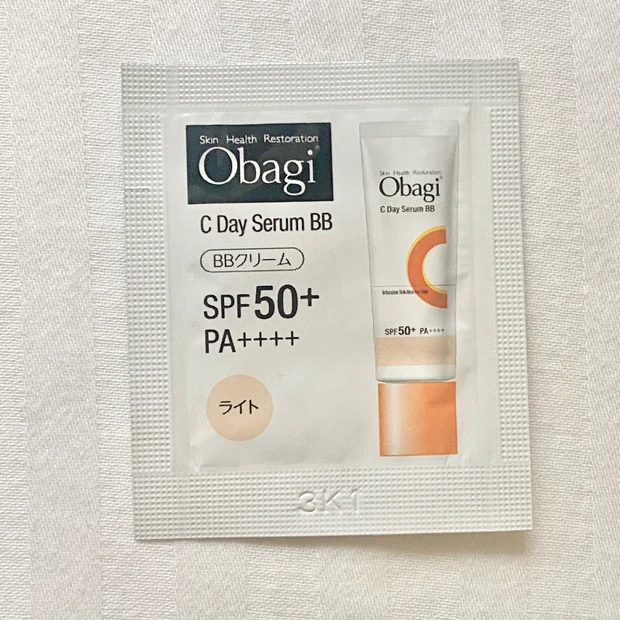 Skin Health Restoration
Obagi
C Day Serum BB
BBクリーム
SPF50+
PA++++
ライト
Skin Health Restoration
Obagi
C Day Serum BB
SPF50+ PA++++
3K1